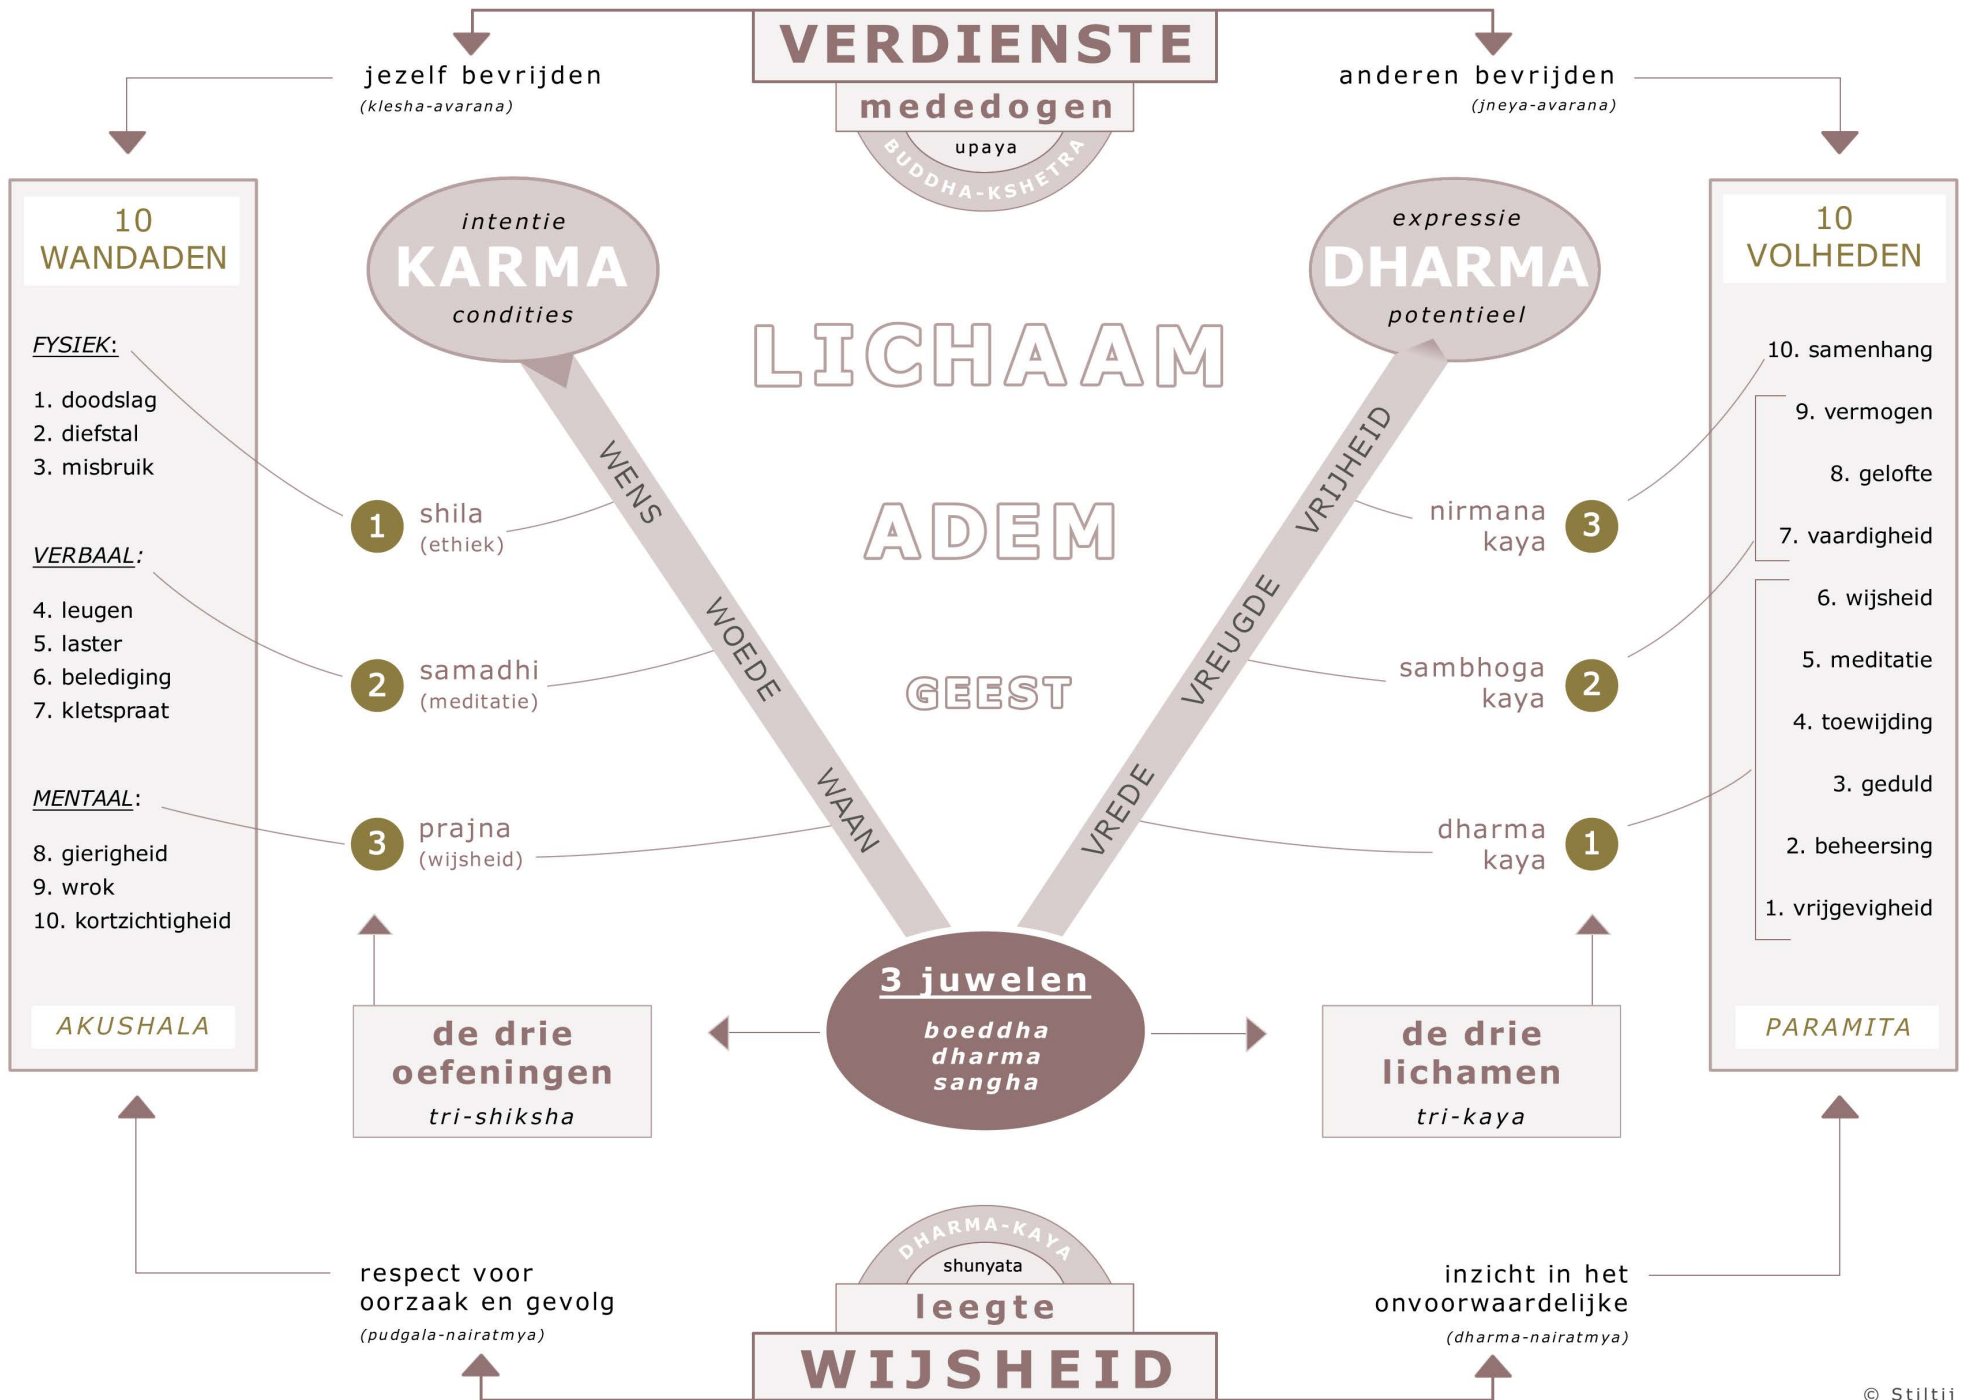 VERDIENSTE
mededogen
upaya
BUDDHA-KSHETRA
jezelf bevrijden
(klesha-avarana)
anderen bevrijden
(jneya-avarana)
10
WANDADEN
FYSIEK:
1. doodslag
2. diefstal
3. misbruik
VERBAAL:
4. leugen
5. laster
6. belediging
7. kletspraat
MENTAAL:
8. gierigheid
9. wrok
10. kortzichtigheid
AKUSHALA
intentie
KARMA
condities
WENS
WOEDE
WAAN
1
shila
(ethiek)
2
samadhi
(meditatie)
3
prajna
(wijsheid)
de drie
oefeningen
tri-shiksha
LICHAAM
ADEM
GEEST
3 juwelen
boeddha
dharma
sangha
expressie
DHARMA
potentieel
VRIJHEID
VREUGDE
VREDE
nirmana
kaya
3
sambhoga
kaya
2
dharma
kaya
1
de drie
lichamen
tri-kaya
10
VOLHEDEN
10. samenhang
9. vermogen
8. gelofte
7. vaardigheid
6. wijsheid
5. meditatie
4. toewijding
3. geduld
2. beheersing
1. vrijgevigheid
PARAMITA
respect voor
oorzaak en gevolg
(pudgala-nairatmya)
DHARMA-KAYA
shunyata
leegte
WIJSHEID
inzicht in het
onvoorwaardelijke
(dharma-nairatmya)
© Stiltij